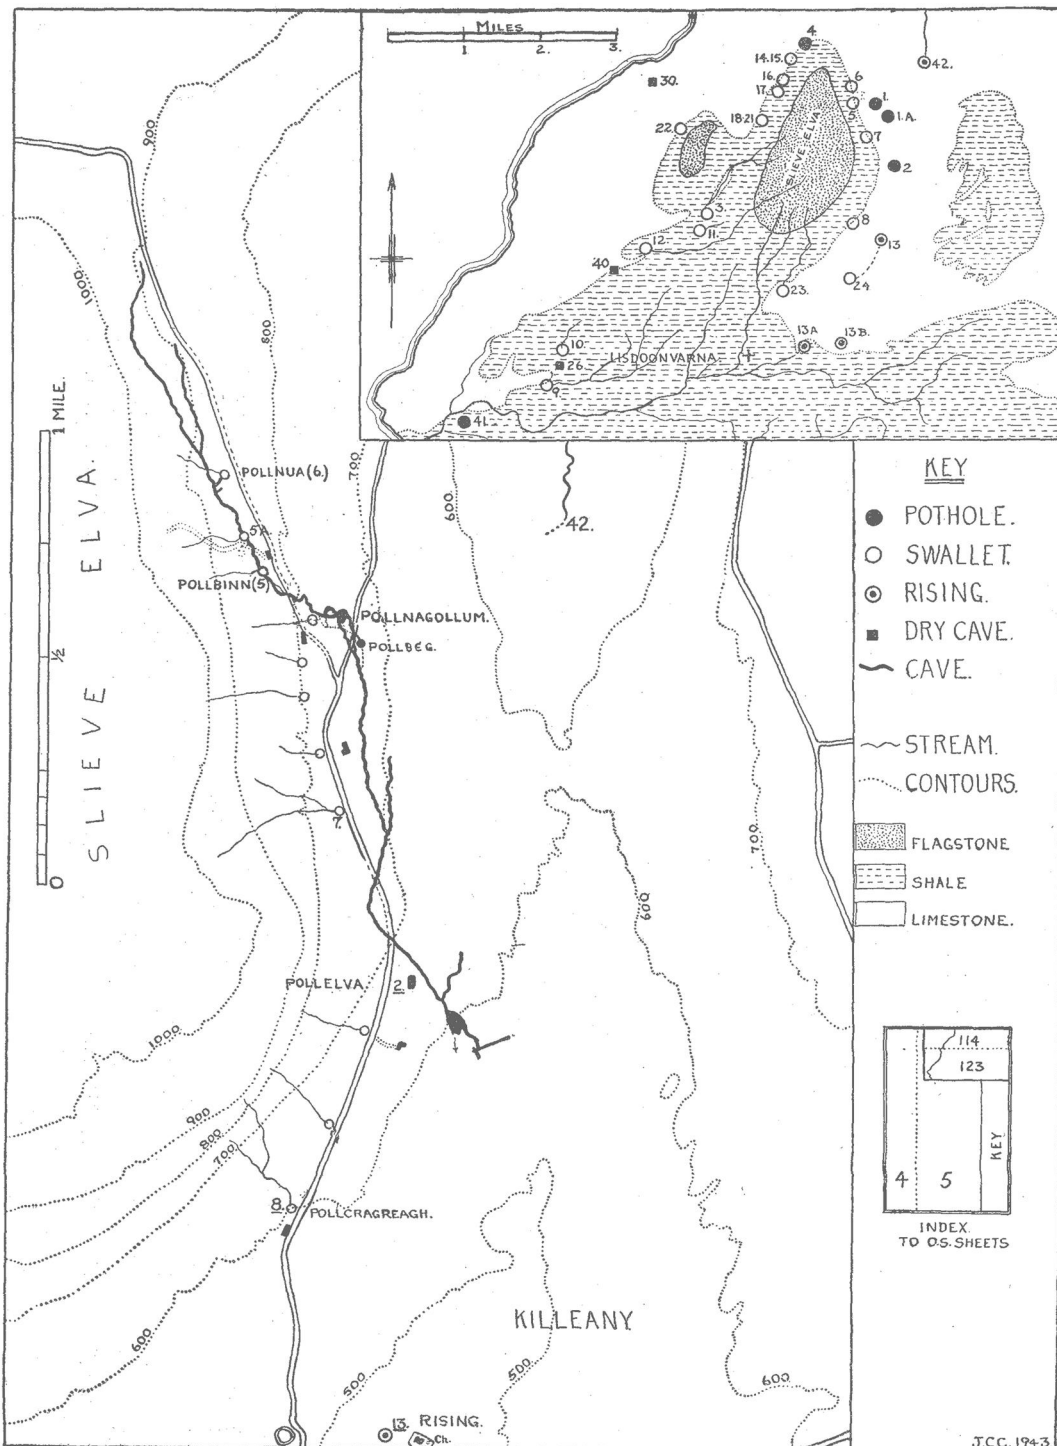 MILES
1. 2. 3.
4.
14.15.
16.
17.
18-21
22.
30.
42.
6
1.
5
1.A.
7
2
SLIEVE ELVA
3.
11.
12.
8
13
40
24
23.
13A
13B.
10.
LISDOONVARNA
26.
9.
41.
900
1000
800
700
600
1 MILE.
½
0
SLIEVE ELVA.
POLLNUA (6.)
5A
POLLBINN (5)
POLLNAGOLLUM.
POLLBEG.
42.
7.
700
600
POLLELVA. 2.
1000
900
800
700
8. POLLCRAGREAGH.
600
KILLEANY
500
500
600
13. RISING.
Ch.
KEY
POTHOLE.
SWALLET.
RISING.
DRY CAVE.
CAVE.
STREAM.
CONTOURS.
FLAGSTONE
SHALE
LIMESTONE.
114
123
4 5 KEY
INDEX.
TO O.S. SHEETS
J.C.C. 1943